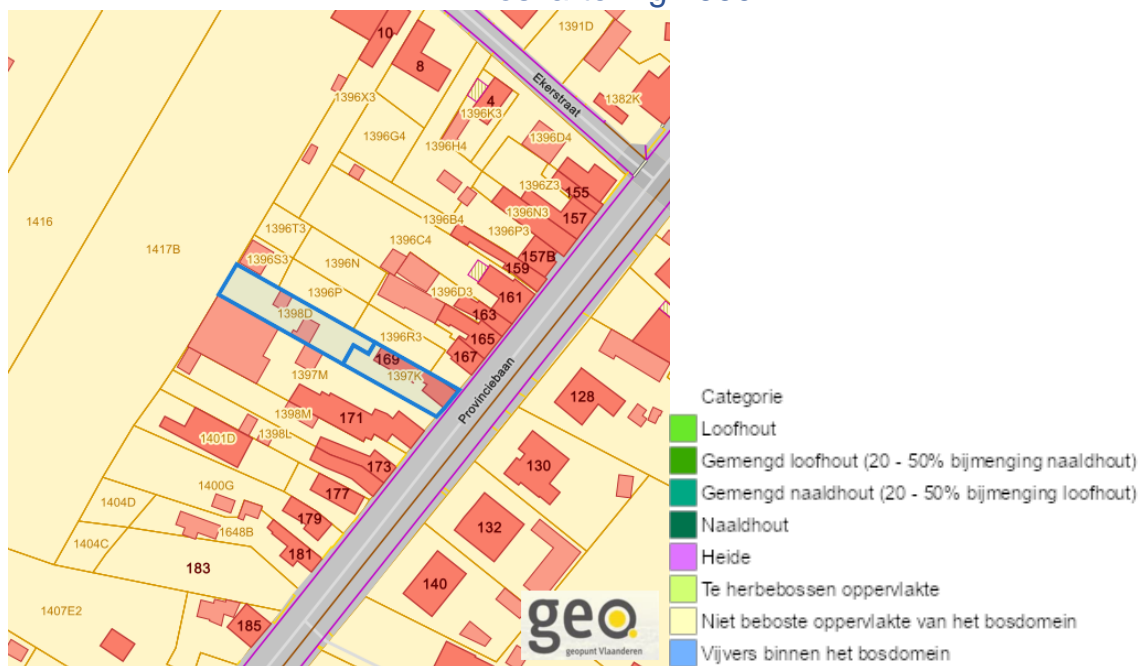 10
8
1391D
Ekerstraat
4
1382K
1396X3
1396K3
1396G4
1396H4
1396D4
1396Z3
155
1396N3
157
1396B4
1396P3
1416
1417B
1396T3
1396C4
157B
159
1396S3
1396N
1396D3
161
1396P
163
1398D
1396R3
165
167
169
1397K
1397M
Provinciebaan
128
1398M
171
1401D
1398L
173
130
1400G
177
1404D
179
132
1648B
1404C
181
183
140
1407E2
185
geo.
geopunt Vlaanderen
Categorie
Loofhout
Gemengd loofhout (20 - 50% bijmenging naaldhout)
Gemengd naaldhout (20 - 50% bijmenging loofhout)
Naaldhout
Heide
Te herbebossen oppervlakte
Niet beboste oppervlakte van het bosdomein
Vijvers binnen het bosdomein